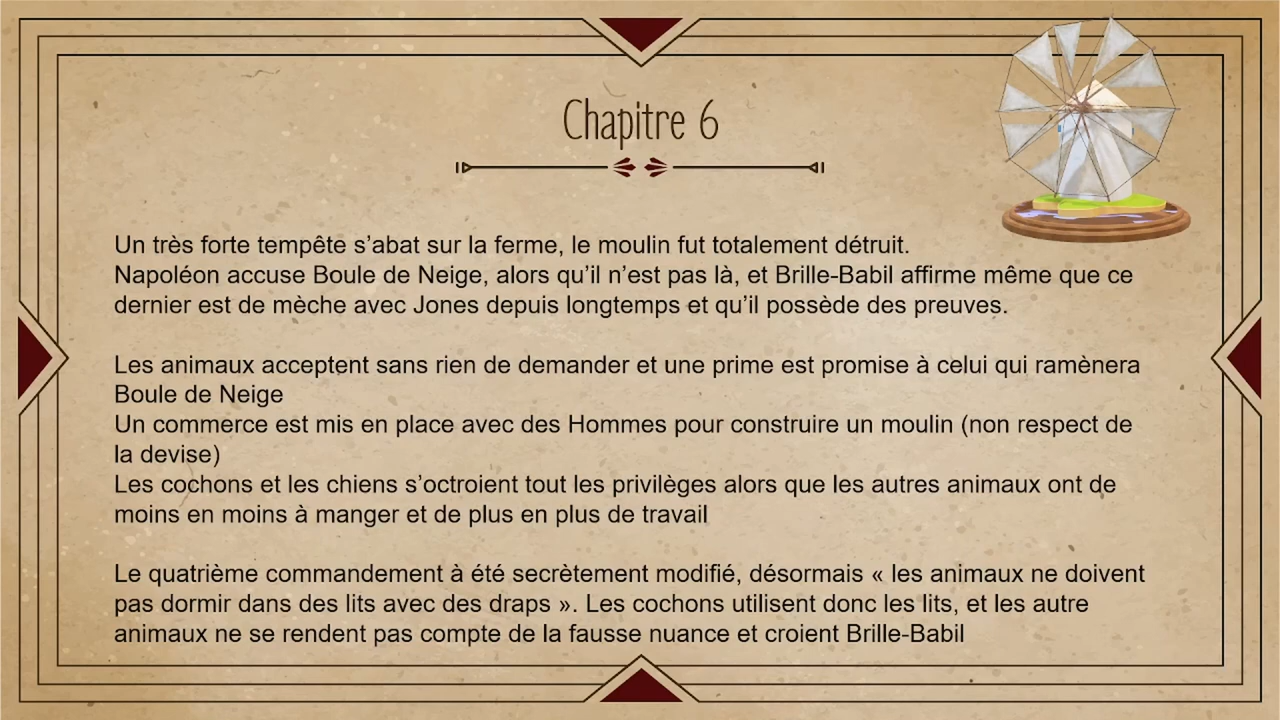 Chapitre 6
Un très forte tempête s’abat sur la ferme, le moulin fut totalement détruit.
Napoléon accuse Boule de Neige, alors qu’il n’est pas là, et Brille-Babil affirme même que ce
dernier est de mèche avec Jones depuis longtemps et qu’il possède des preuves.
Les animaux acceptent sans rien de demander et une prime est promise à celui qui ramènera
Boule de Neige
Un commerce est mis en place avec des Hommes pour construire un moulin (non respect de
la devise)
Les cochons et les chiens s’octroient tout les privilèges alors que les autres animaux ont de
moins en moins à manger et de plus en plus de travail
Le quatrième commandement à été secrètement modifié, désormais « les animaux ne doivent
pas dormir dans des lits avec des draps ». Les cochons utilisent donc les lits, et les autre
animaux ne se rendent pas compte de la fausse nuance et croient Brille-Babil